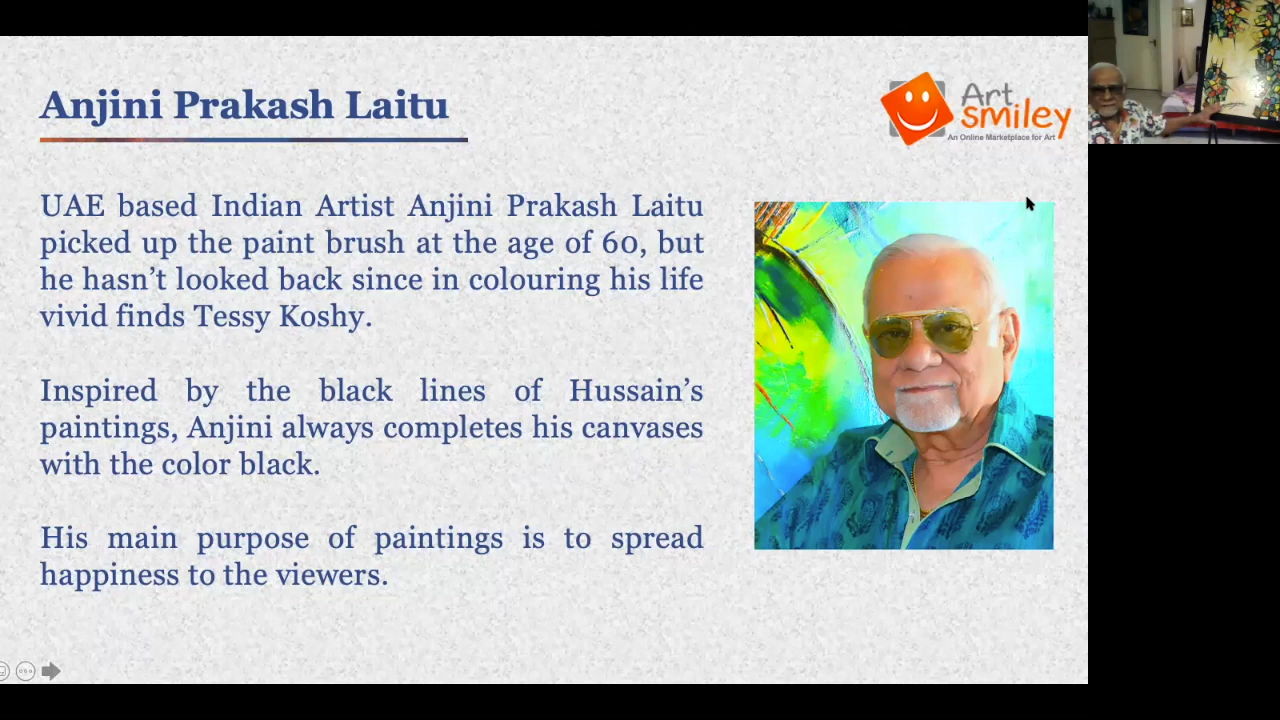 Anjini Prakash Laitu
Art
smiley
An Online Marketplace for Art
UAE based Indian Artist Anjini Prakash Laitu
picked up the paint brush at the age of 60, but
he hasn’t looked back since in colouring his life
vivid finds Tessy Koshy.
Inspired by the black lines of Hussain’s
paintings, Anjini always completes his canvases
with the color black.
His main purpose of paintings is to spread
happiness to the viewers.